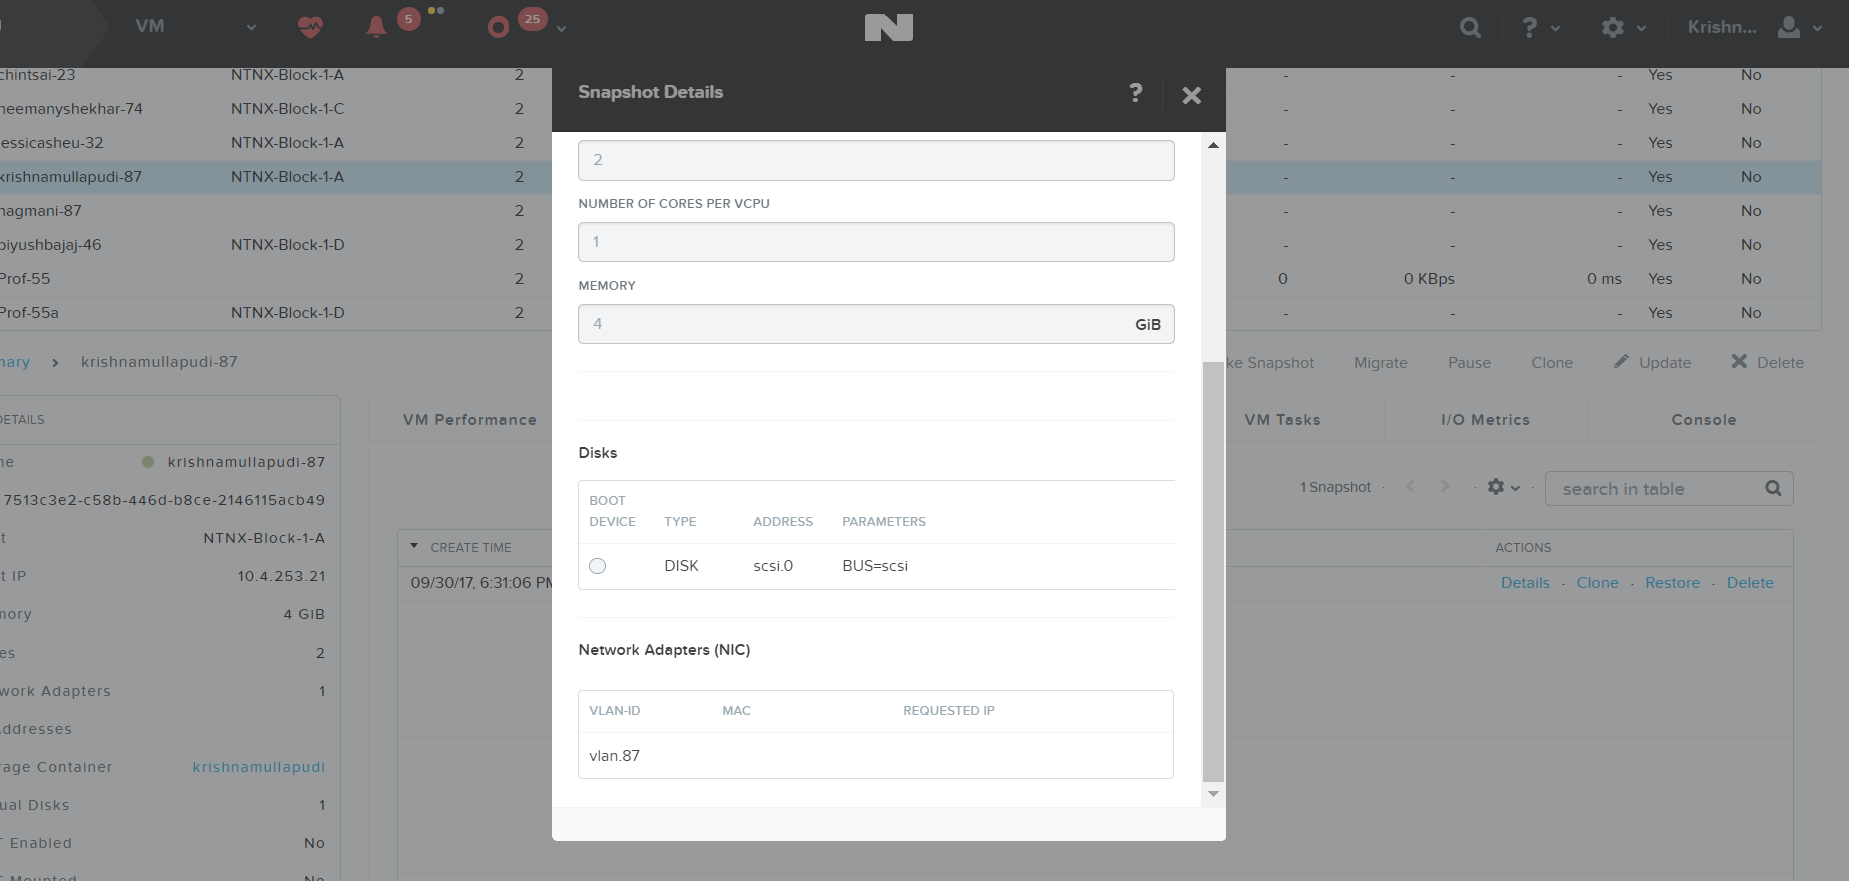 VM 5 25 ? Krishn...
chintsai-23 NTNX-Block-1-A 2 - - - Yes No
neemanyshekhar-74 NTNX-Block-1-C 2 - - - Yes No
essicasheu-32 NTNX-Block-1-A 2 - - - Yes No
krishnamullapudi-87 NTNX-Block-1-A 2 - - - Yes No
nagmani-87 2 - - - Yes No
piyushbajaj-46 NTNX-Block-1-D 2 - - - Yes No
Prof-55 2 0 0 KBps 0 ms Yes No
Prof-55a NTNX-Block-1-D 2 - - - Yes No
Snapshot Details ?
2
NUMBER OF CORES PER VCPU
1
MEMORY
4 GiB
Disks
BOOT DEVICE TYPE ADDRESS PARAMETERS
DISK scsi.0 BUS=scsi
Network Adapters (NIC)
VLAN-ID MAC REQUESTED IP
vlan.87
mary > krishnamullapudi-87 ke Snapshot Migrate Pause Clone Update Delete
DETAILS
VM Performance VM Tasks I/O Metrics Console
ne krishnamullapudi-87
7513c3e2-c58b-446d-b8ce-2146115acb49
t NTNX-Block-1-A
t IP 10.4.253.21
nory 4 GiB
es 2
work Adapters 1
ddresses
rage Container krishnamullapudi
ual Disks 1
T Enabled No
T Mounted No
1 Snapshot · < > · · search in table
CREATE TIME ACTIONS
09/30/17, 6:31:06 PM Details · Clone · Restore · Delete